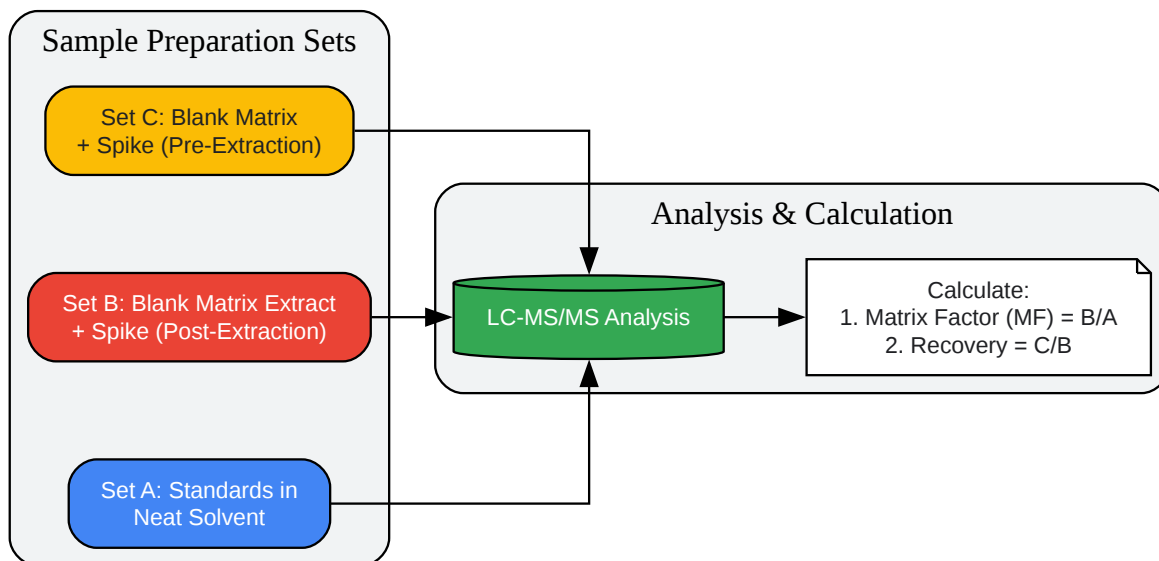 Sample Preparation Sets
Set C: Blank Matrix
+ Spike (Pre-Extraction)
Set B: Blank Matrix Extract
+ Spike (Post-Extraction)
Set A: Standards in
Neat Solvent
Analysis & Calculation
LC-MS/MS Analysis
Calculate:
1. Matrix Factor (MF) = B/A
2. Recovery = C/B